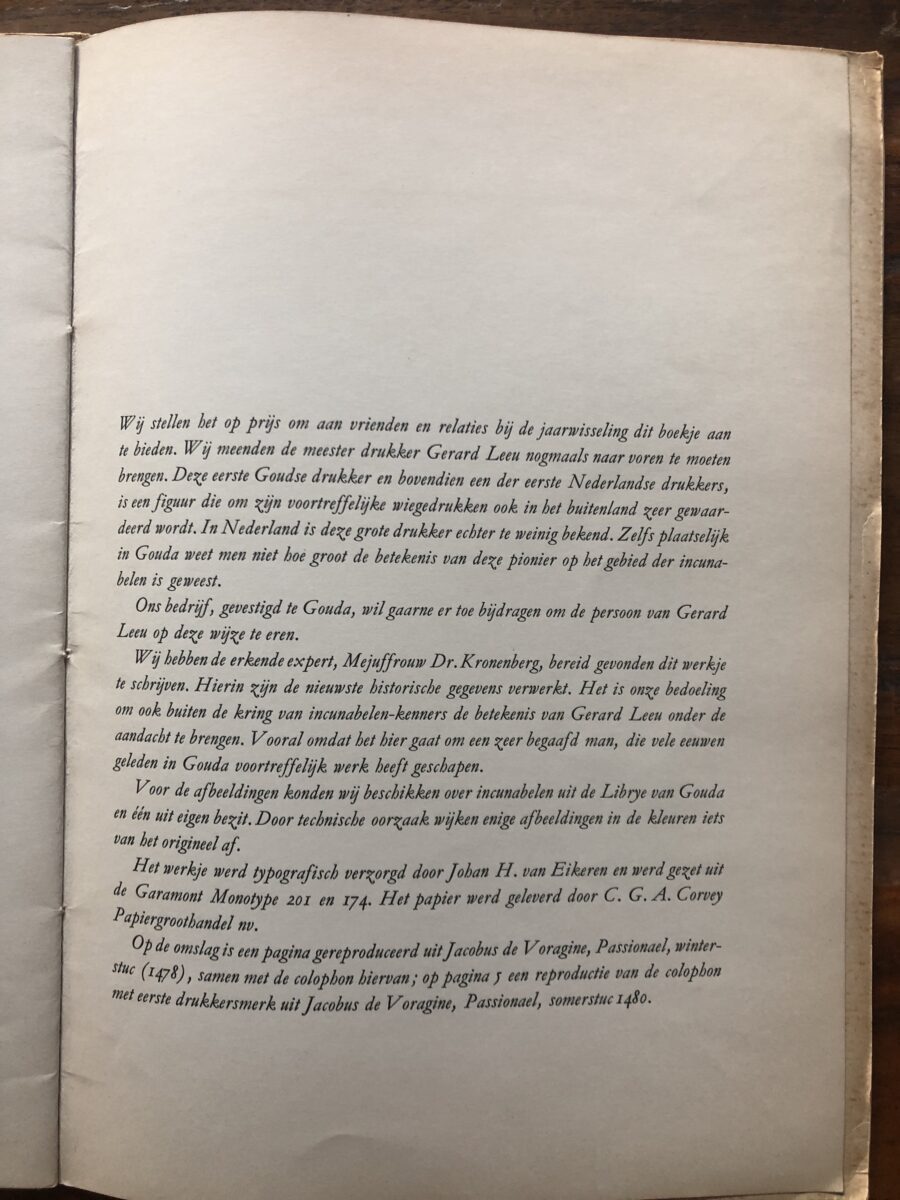 Wij stellen het op prijs om aan vrienden en relaties bij de jaarwisseling dit boekje aan
te bieden. Wij meenden de meester drukker Gerard Leeu nogmaals naar voren te moeten
brengen. Deze eerste Goudse drukker en bovendien een der eerste Nederlandse drukkers,
is een figuur die om zijn voortreffelijke wiegedrukken ook in het buitenland zeer gewaar-
deerd wordt. In Nederland is deze grote drukker echter te weinig bekend. Zelfs plaatselijk
in Gouda weet men niet hoe groot de betekenis van deze pionier op het gebied der incuna-
belen is geweest.
Ons bedrijf, gevestigd te Gouda, wil gaarne er toe bijdragen om de persoon van Gerard
Leeu op deze wijze te eren.
Wij hebben de erkende expert, Mejuffrouw Dr. Kronenberg, bereid gevonden dit werkje
te schrijven. Hierin zijn de nieuwste historische gegevens verwerkt. Het is onze bedoeling
om ook buiten de kring van incunabelen-kenners de betekenis van Gerard Leeu onder de
aandacht te brengen. Vooral omdat het hier gaat om een zeer begaafd man, die vele eeuwen
geleden in Gouda voortreffelijk werk heeft geschapen.
Voor de afbeeldingen konden wij beschikken over incunabelen uit de Librye van Gouda
en één uit eigen bezit. Door technische oorzaak wijken enige afbeeldingen in de kleuren iets
van het origineel af.
Het werkje werd typografisch verzorgd door Johan H. van Eikeren en werd gezet uit
de Garamont Monotype 201 en 174. Het papier werd geleverd door C. G. A. Corvey
Papiergroothandel nv.
Op de omslag is een pagina gereproduceerd uit Jacobus de Voragine, Passionael, winter-
stuc (1478), samen met de colophon hiervan; op pagina 5 een reproductie van de colophon
met eerste drukkersmerk uit Jacobus de Voragine, Passionael, somerstuc 1480.